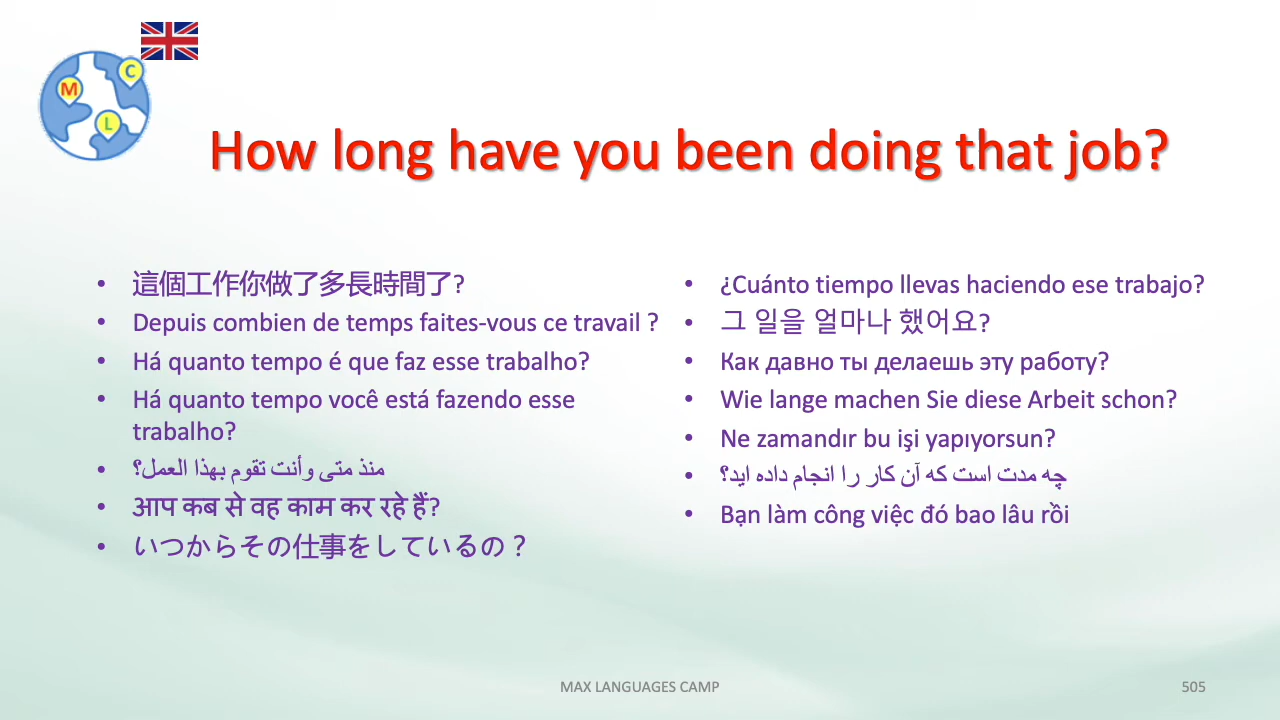 C
M
L
How long have you been doing that job?
• 這個工作你做了多長時間了?
• Depuis combien de temps faites-vous ce travail ?
• Há quanto tempo é que faz esse trabalho?
• Há quanto tempo você está fazendo esse
trabalho?
• منذ متى وأنت تقوم بهذا العمل؟
• आप कब से वह काम कर रहे हैं?
• いつからその仕事をしているの？
• ¿Cuánto tiempo llevas haciendo ese trabajo?
• 그 일을 얼마나 했어요?
• Как давно ты делаешь эту работу?
• Wie lange machen Sie diese Arbeit schon?
• Ne zamandır bu işi yapıyorsun?
• چه مدت است که آن کار را انجام داده اید؟
• Bạn làm công việc đó bao lâu rồi
MAX LANGUAGES CAMP
505